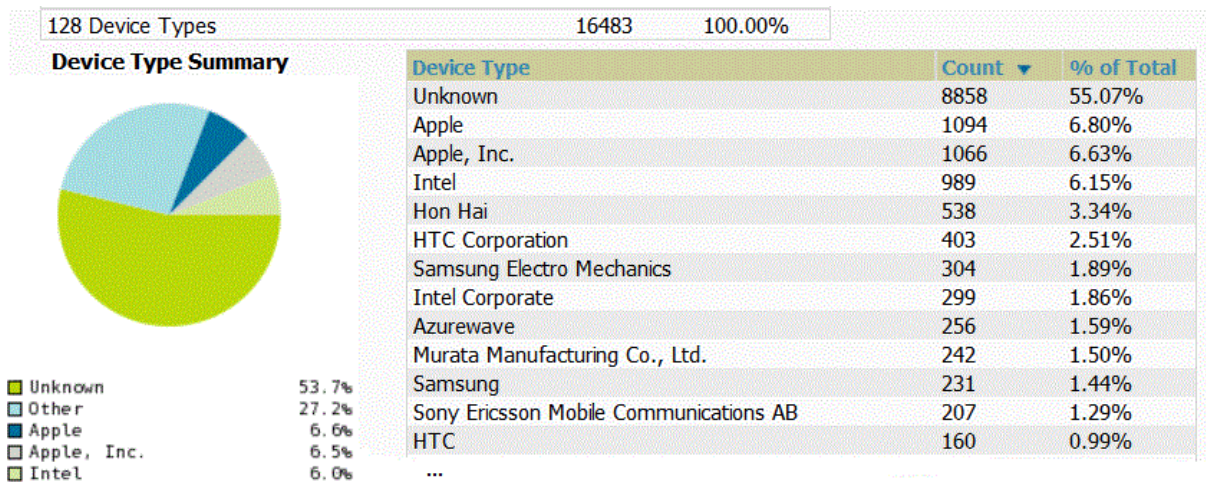 128 Device Types 16483 100.00%
Device Type Summary
Unknown 53.7%
Other 27.2%
Apple 6.6%
Apple, Inc. 6.5%
Intel 6.0%
Device Type Count % of Total
Unknown 8858 55.07%
Apple 1094 6.80%
Apple, Inc. 1066 6.63%
Intel 989 6.15%
Hon Hai 538 3.34%
HTC Corporation 403 2.51%
Samsung Electro Mechanics 304 1.89%
Intel Corporate 299 1.86%
Azurewave 256 1.59%
Murata Manufacturing Co., Ltd. 242 1.50%
Samsung 231 1.44%
Sony Ericsson Mobile Communications AB 207 1.29%
HTC 160 0.99%
...